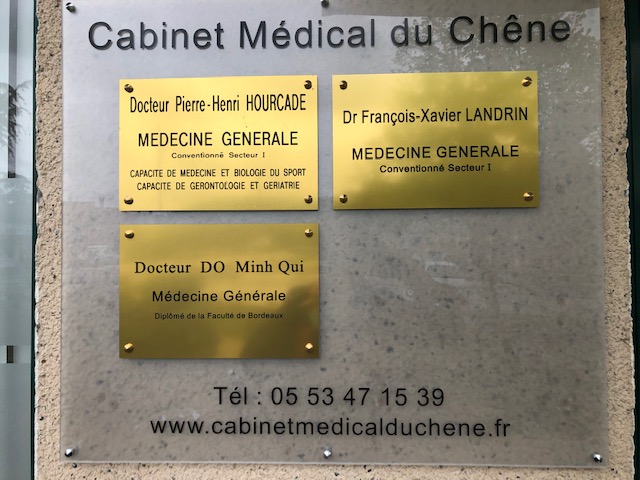 Cabinet Médical du Chêne
Docteur Pierre-Henri HOURCADE
MEDECINE GENERALE
Conventionné Secteur I
CAPACITE DE MEDECINE ET BIOLOGIE DU SPORT
CAPACITE DE GERONTOLOGIE ET GERIATRIE
Dr François-Xavier LANDRIN
MEDECINE GENERALE
Conventionné Secteur I
Docteur DO Minh Qui
Médecine Générale
Diplômé de la Faculté de Bordeaux
Tél : 05 53 47 15 39
www.cabinetmedicalduchene.fr